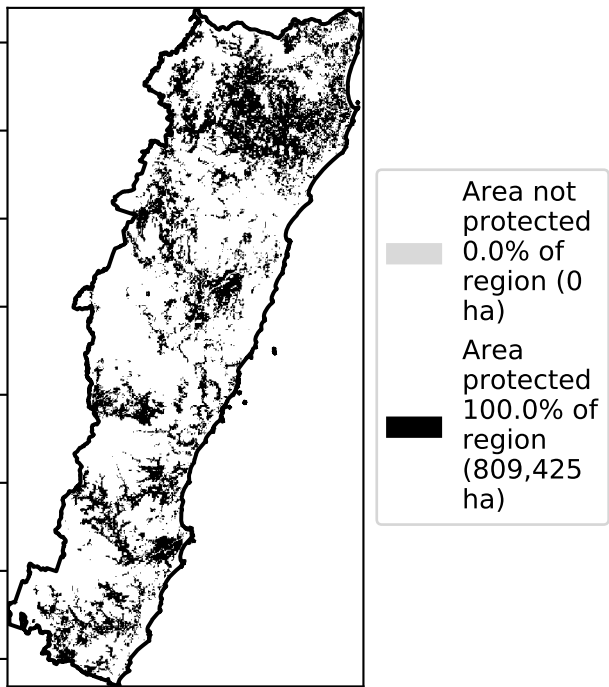 Area not
protected
0.0% of
region (0
ha)
Area
protected
100.0% of
region
(809,425
ha)